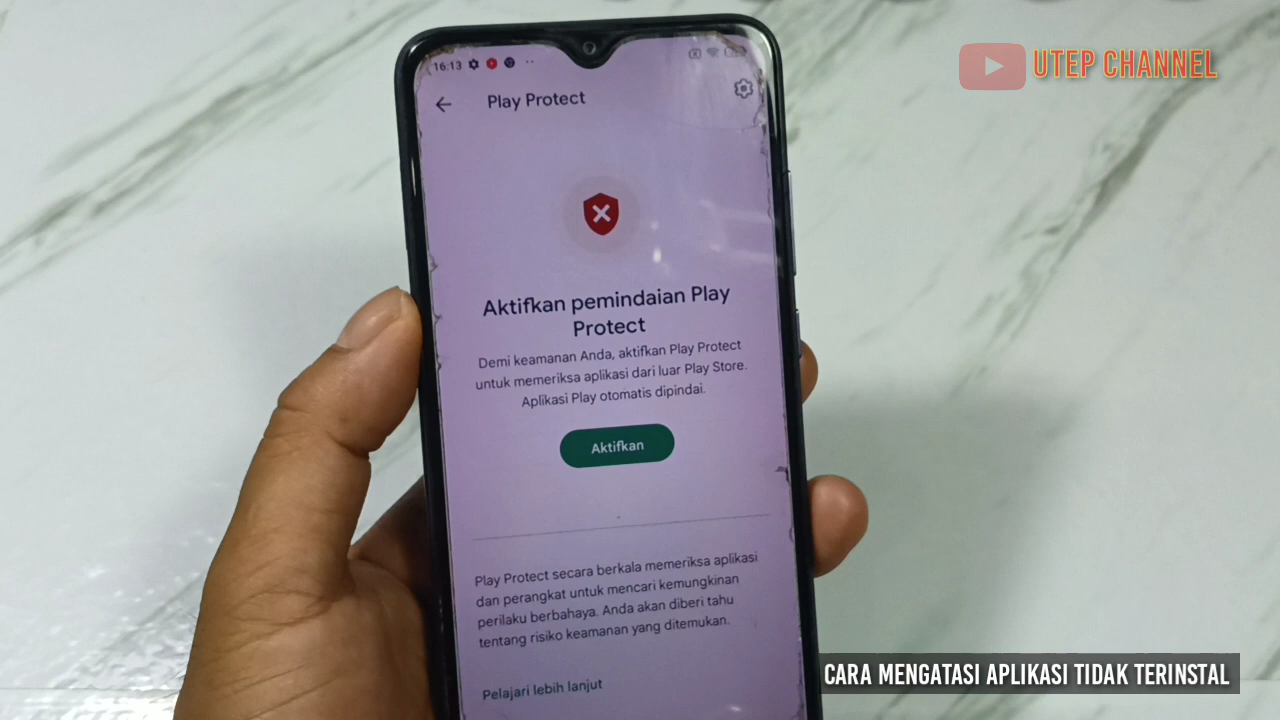 UTEP CHANNEL
16:13
Play Protect
Aktifkan pemindaian Play
Protect
Demi keamanan Anda, aktifkan Play Protect
untuk memeriksa aplikasi dari luar Play Store.
Aplikasi Play otomatis dipindai.
Aktifkan
Play Protect secara berkala memeriksa aplikasi
dan perangkat untuk mencari kemungkinan
perilaku berbahaya. Anda akan diberi tahu
tentang risiko keamanan yang ditemukan.
Pelajari lebih lanjut
CARA MENGATASI APLIKASI TIDAK TERINSTAL